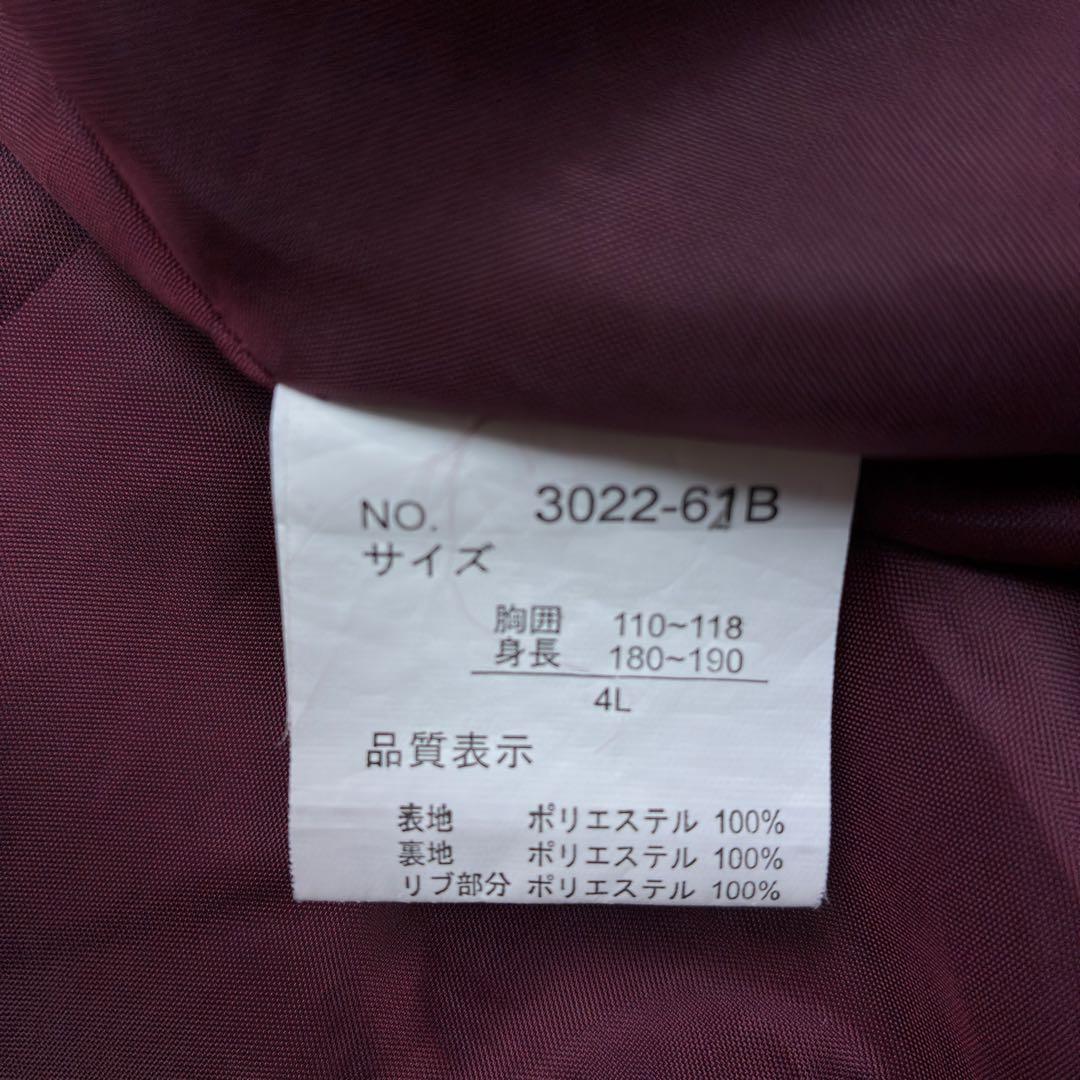 NO. 3022-61B
サイズ
胸囲 110~118
身長 180~190
4L
品質表示
表地 ポリエステル 100%
裏地 ポリエステル 100%
リブ部分 ポリエステル 100%